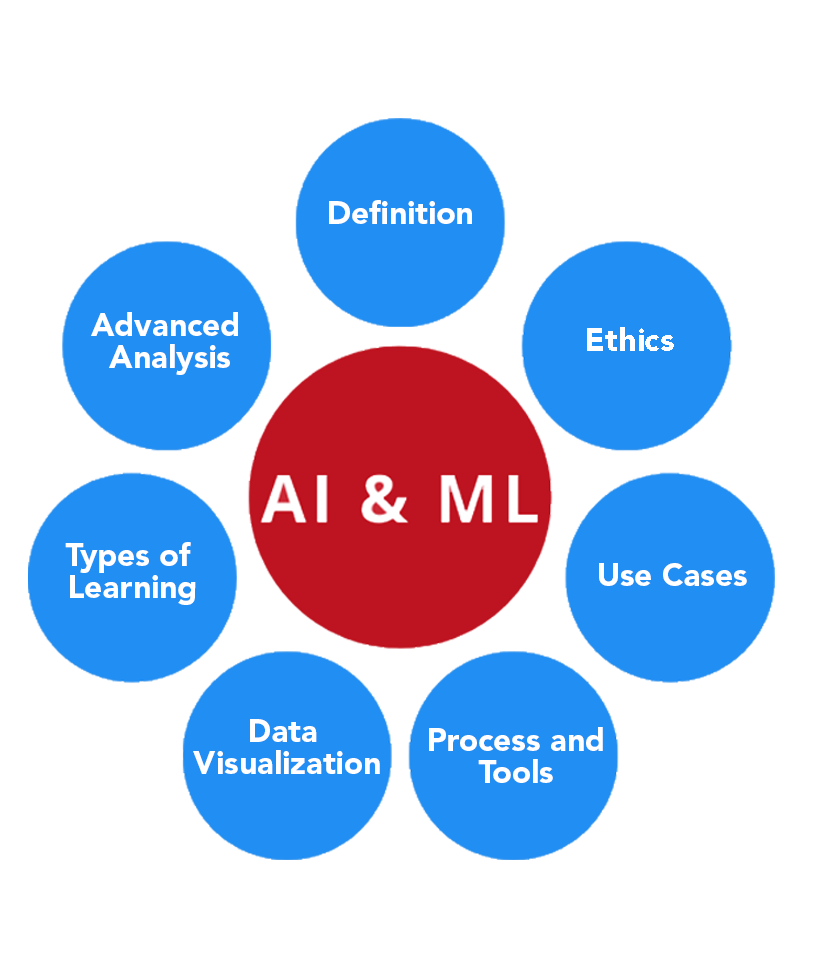 Definition
Ethics
Use Cases
Process and
Tools
Data
Visualization
Types of
Learning
Advanced
Analysis
AI & ML